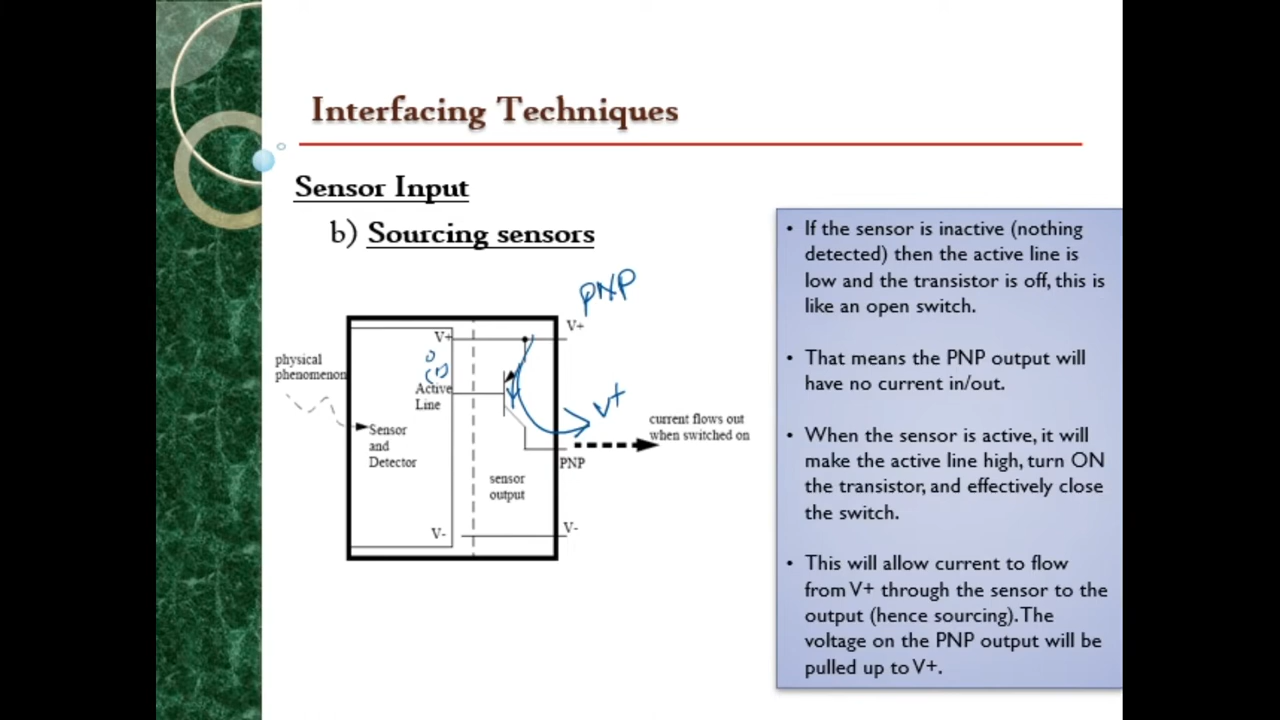 Interfacing Techniques
Sensor Input
b) Sourcing sensors
PNP
V+
V+
physical
phenomenon
Active
Line
V+
current flows out
when switched on
Sensor
and
Detector
PNP
sensor
output
V-
V-
• If the sensor is inactive (nothing
detected) then the active line is
low and the transistor is off, this is
like an open switch.
• That means the PNP output will
have no current in/out.
• When the sensor is active, it will
make the active line high, turn ON
the transistor, and effectively close
the switch.
• This will allow current to flow
from V+ through the sensor to the
output (hence sourcing). The
voltage on the PNP output will be
pulled up to V+.